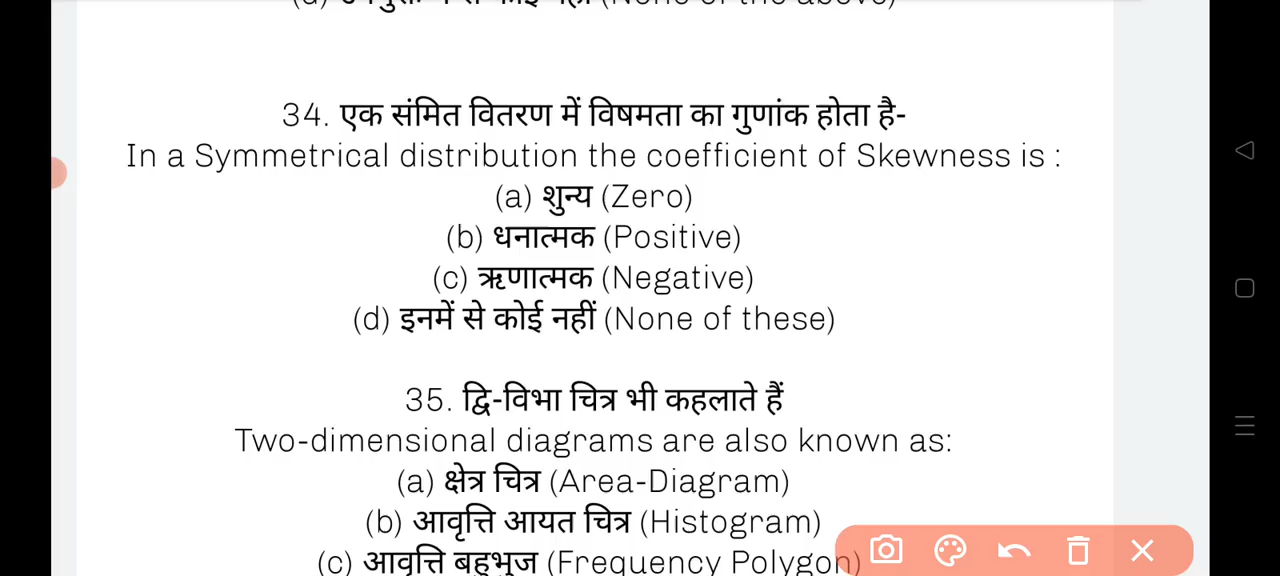 34. एक संमित वितरण में विषमता का गुणांक होता है-
In a Symmetrical distribution the coefficient of Skewness is :
(a) शुन्य (Zero)
(b) धनात्मक (Positive)
(c) ऋणात्मक (Negative)
(d) इनमें से कोई नहीं (None of these)
35. द्वि-विभा चित्र भी कहलाते हैं
Two-dimensional diagrams are also known as:
(a) क्षेत्र चित्र (Area-Diagram)
(b) आवृत्ति आयत चित्र (Histogram)
(c) आवृत्ति बहुभुज (Frequency Polygon)